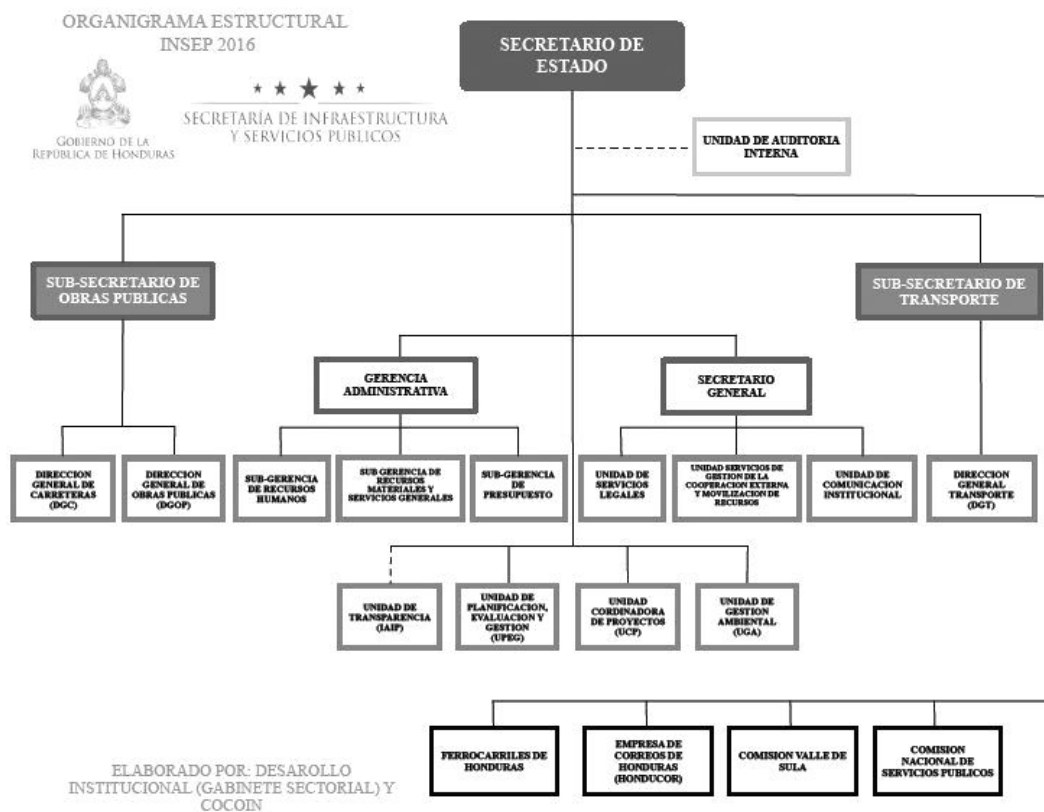 ORGANIGRAMA ESTRUCTURAL
INSEP 2016
GOBIERNO DE LA
REPÚBLICA DE HONDURAS
SECRETARÍA DE INFRAESTRUCTURA
Y SERVICIOS PUBLICOS
SECRETARIO DE
ESTADO
UNIDAD DE AUDITORIA
INTERNA
SUB-SECRETARIO DE
OBRAS PUBLICAS
SUB-SECRETARIO DE
TRANSPORTE
GERENCIA
ADMINISTRATIVA
SECRETARIO
GENERAL
DIRECCION
GENERAL DE
CARRETERAS
(DGC)
DIRECCION
GENERAL DE
OBRAS PUBLICAS
(DGOP)
SUB-GERENCIA
DE RECURSOS
HUMANOS
SUB GERENCIA DE
RECURSOS
MATERIALES Y
SERVICIOS GENERALES
SUB-GERENCIA
DE
PRESUPUESTO
UNIDAD DE
SERVICIOS
LEGALES
UNIDAD SERVICIOS DE
GESTION DE LA
COOPERACION EXTERNA
Y MOVILIZACION DE
RECURSOS
UNIDAD DE
COMUNICACION
INSTITUCIONAL
DIRECCION
GENERAL
TRANSPORTE
(DGT)
UNIDAD DE
TRANSPARENCIA
(IAIP)
UNIDAD DE
PLANIFICACION,
EVALUACION Y
GESTION (UPEG)
UNIDAD
CORDINADORA
DE PROYECTOS
(UCP)
UNIDAD DE
GESTION
AMBIENTAL
(UGA)
FERROCARRILES DE
HONDURAS
EMPRESA DE
CORREOS DE
HONDURAS
(HONDUCOR)
COMISION VALLE DE
SULA
COMISION
NACIONAL DE
SERVICIOS PUBLICOS
ELABORADO POR: DESAROLLO
INSTITUCIONAL (GABINETE SECTORIAL) Y
COCOIN